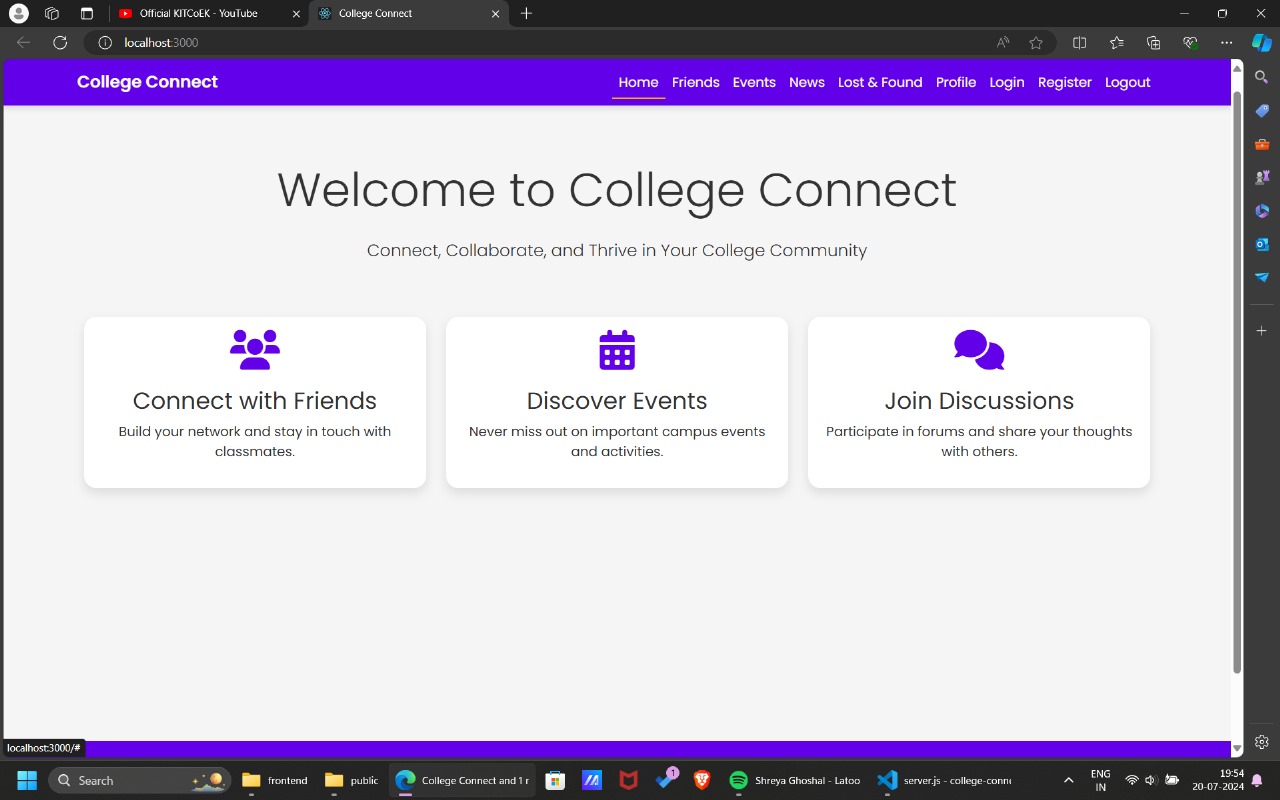 Official KITCoEK - YouTube
College Connect
localhost:3000
College Connect
Home Friends Events News Lost & Found Profile Login Register Logout
Welcome to College Connect
Connect, Collaborate, and Thrive in Your College Community
Connect with Friends
Build your network and stay in touch with
classmates.
Discover Events
Never miss out on important campus events
and activities.
Join Discussions
Participate in forums and share your thoughts
with others.
localhost:3000/#
Search
frontend
public
College Connect and 1 r
1
Shreya Ghoshal - Latoo
server.js - college-conn
ENG
IN
19:54
20-07-2024